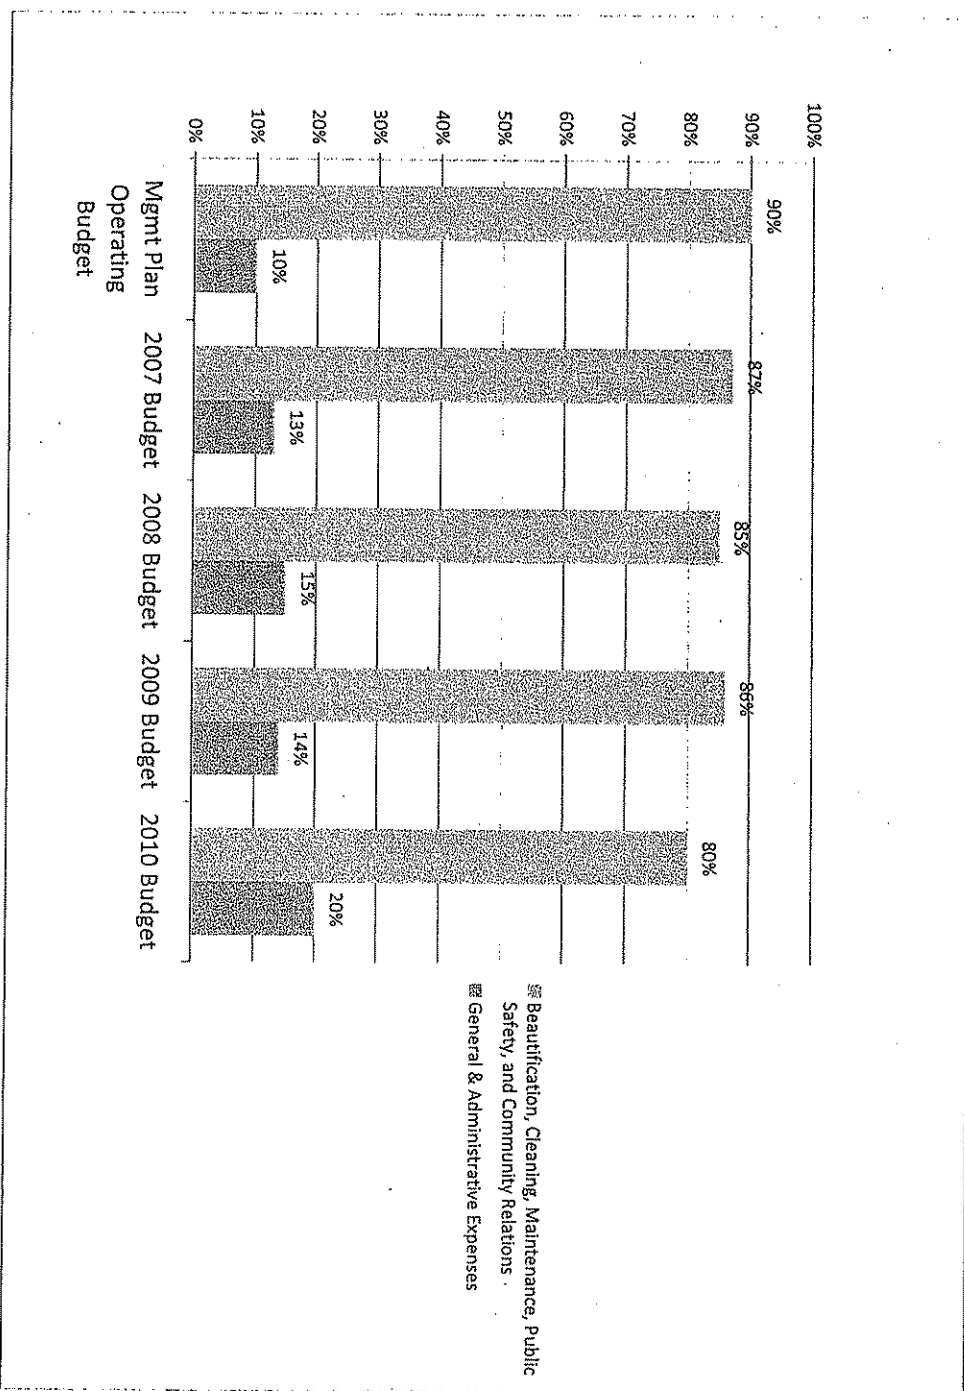 100%
90%
80%
70%
60%
50%
40%
30%
20%
10%
0%
90%
10%
87%
13%
85%
15%
86%
14%
80%
20%
Mgmt Plan
Operating
Budget
2007 Budget
2008 Budget
2009 Budget
2010 Budget
Beautification, Cleaning, Maintenance, Public
Safety, and Community Relations
General & Administrative Expenses